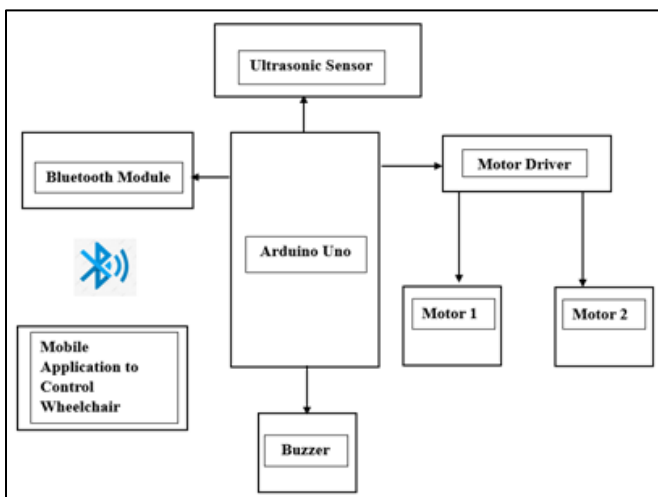 Ultrasonic Sensor
Bluetooth Module
Motor Driver
Arduino Uno
Motor 1
Motor 2
Mobile
Application to
Control
Wheelchair
Buzzer